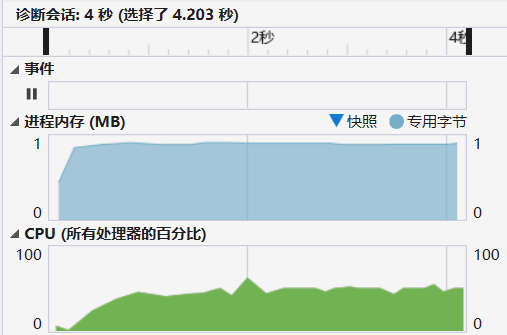 诊断会话: 4 秒 (选择了 4.203 秒)
2秒 4秒
事件
进程内存 (MB) 快照 专用字节
1 1
0 0
CPU (所有处理器的百分比)
100 100
0 0